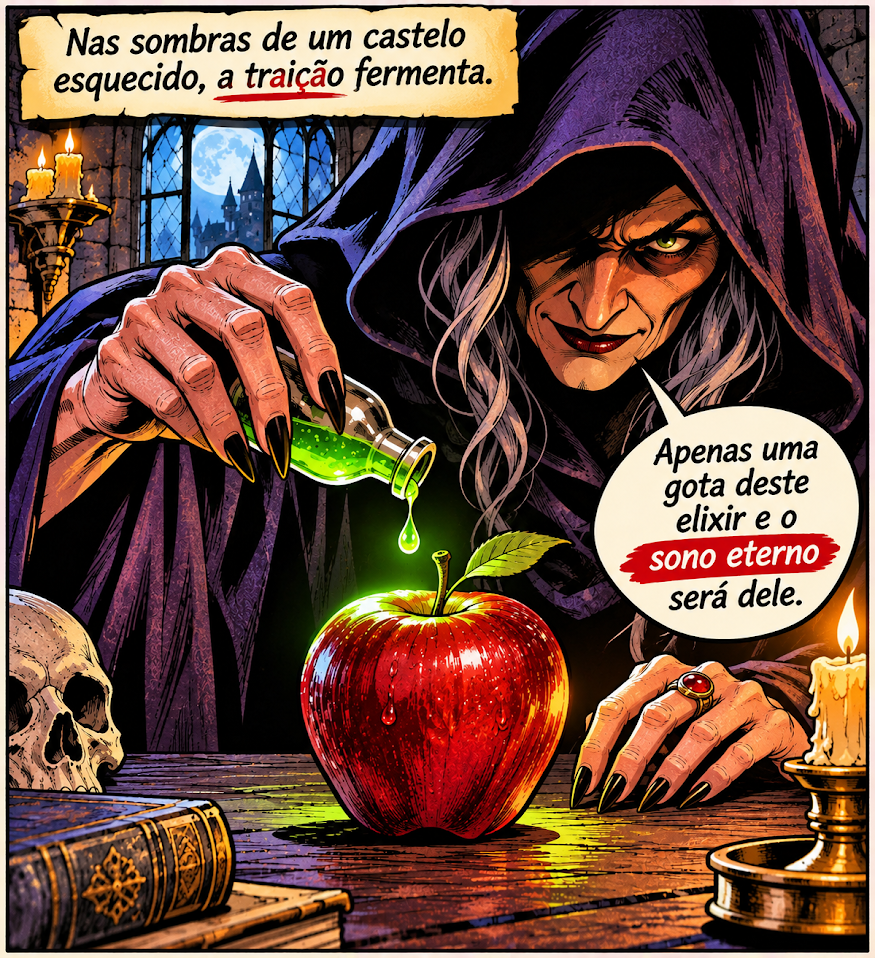 Nas sombras de um castelo
esquecido, a traição fermenta.
Apenas uma
gota deste
elixir e o
sono eterno
será dele.